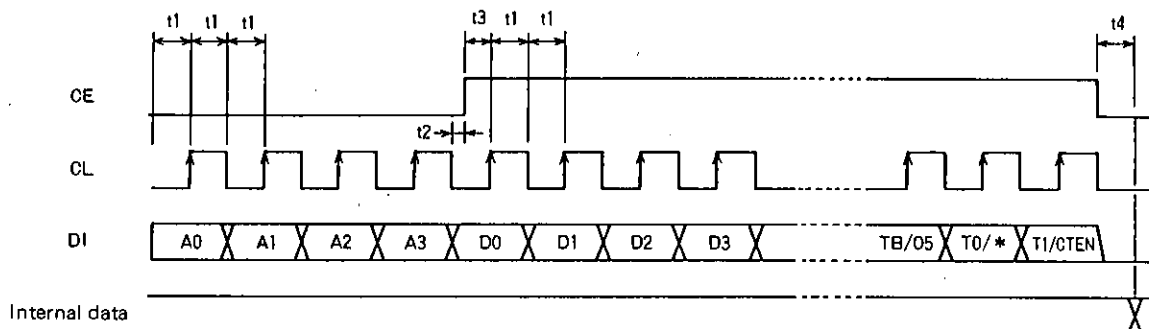 t1 t1 t1 t3 t1 t1 t4
CE
t2
CL
DI A0 A1 A2 A3 D0 D1 D2 D3 TB/05 T0/* T1/CTEN
Internal data